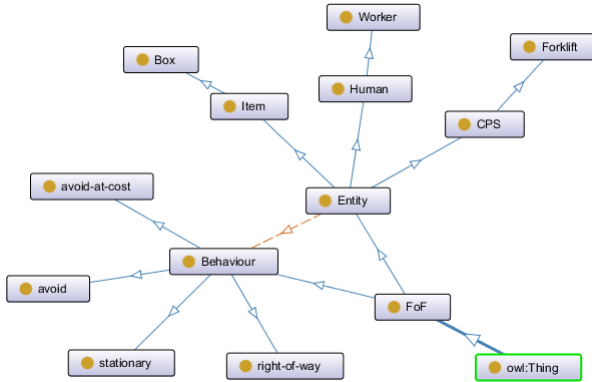 Worker
Forklift
Box
Human
Item
CPS
avoid-at-cost
Entity
Behaviour
avoid
FoF
stationary
right-of-way
owl:Thing